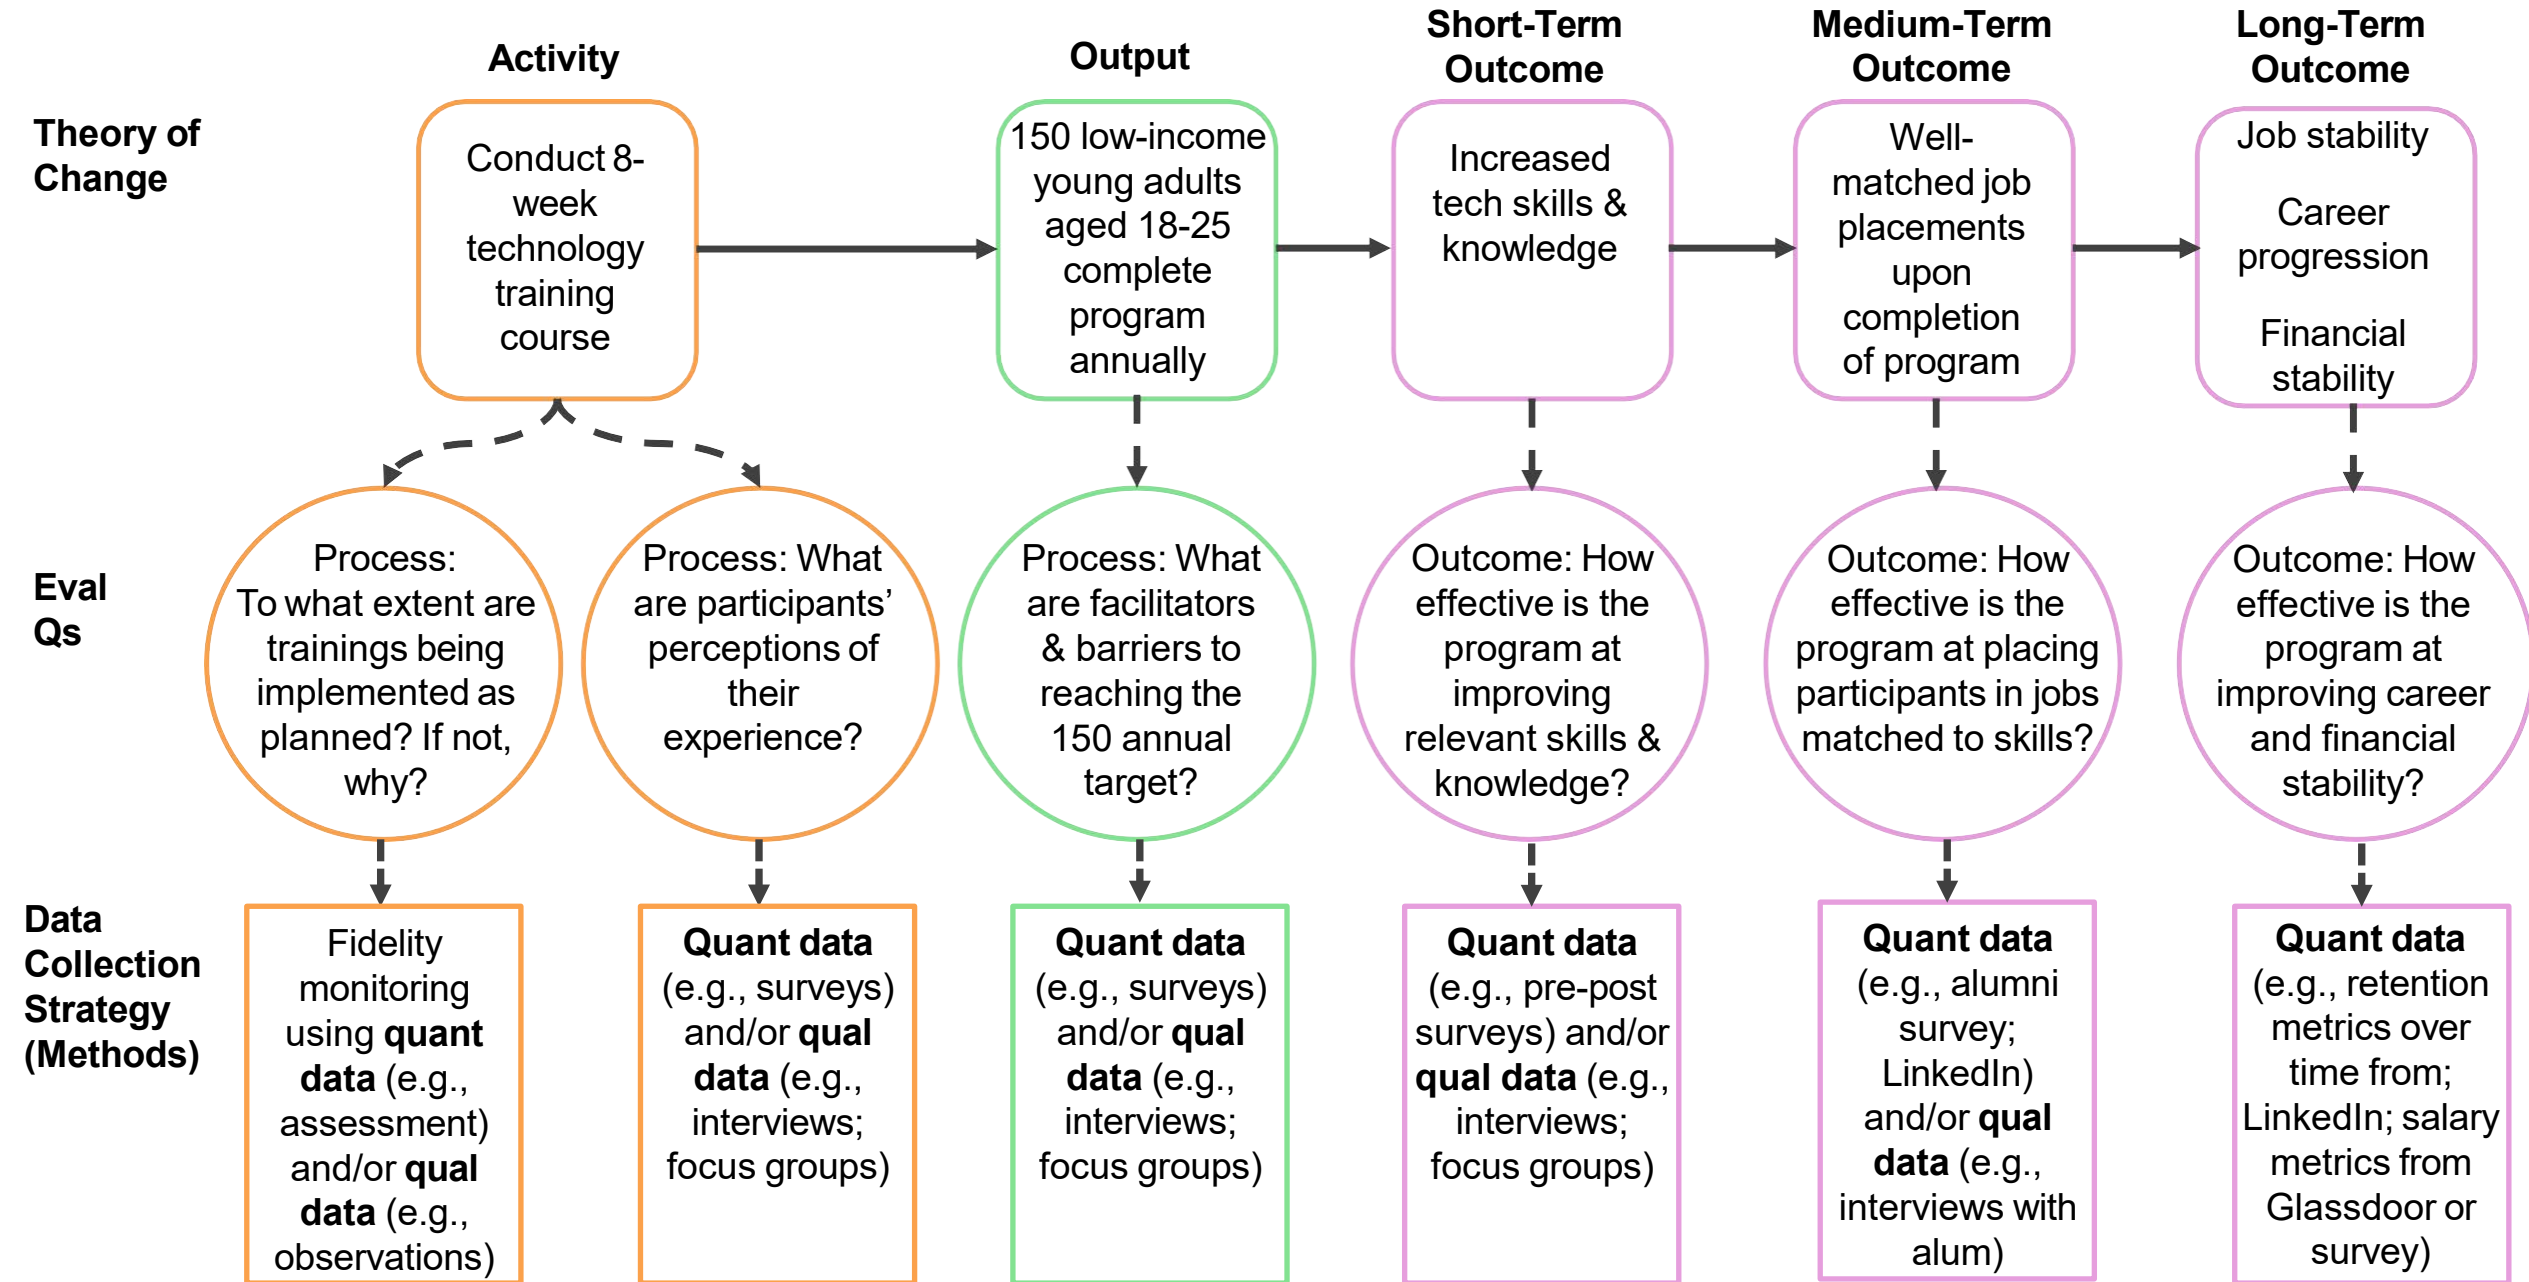 Activity
Output
Short-Term
Outcome
Medium-Term
Outcome
Long-Term
Outcome
Theory of
Change
Conduct 8-
week
technology
training
course
150 low-income
young adults
aged 18-25
complete
program
annually
Increased
tech skills &
knowledge
Well-
matched job
placements
upon
completion
of program
Job stability
Career
progression
Financial
stability
Eval
Qs
Process:
To what extent are
trainings being
implemented as
planned? If not,
why?
Process: What
are participants’
perceptions of
their
experience?
Process: What
are facilitators
& barriers to
reaching the
150 annual
target?
Outcome: How
effective is the
program at
improving
relevant skills &
knowledge?
Outcome: How
effective is the
program at placing
participants in jobs
matched to skills?
Outcome: How
effective is the
program at
improving career
and financial
stability?
Data
Collection
Strategy
(Methods)
Fidelity
monitoring
using quant
data (e.g.,
assessment)
and/or qual
data (e.g.,
observations)
Quant data
(e.g., surveys)
and/or qual
data (e.g.,
interviews;
focus groups)
Quant data
(e.g., surveys)
and/or qual
data (e.g.,
interviews;
focus groups)
Quant data
(e.g., pre-post
surveys) and/or
qual data (e.g.,
interviews;
focus groups)
Quant data
(e.g., alumni
survey;
LinkedIn)
and/or qual
data (e.g.,
interviews with
alum)
Quant data
(e.g., retention
metrics over
time from;
LinkedIn; salary
metrics from
Glassdoor or
survey)